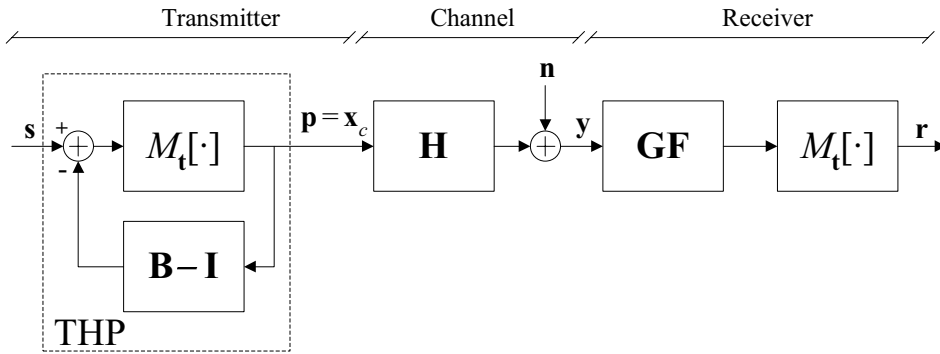 Transmitter Channel Receiver
n
s + M_t[·] p = x_c H + y GF M_t[·] r
+
-
B – I
THP